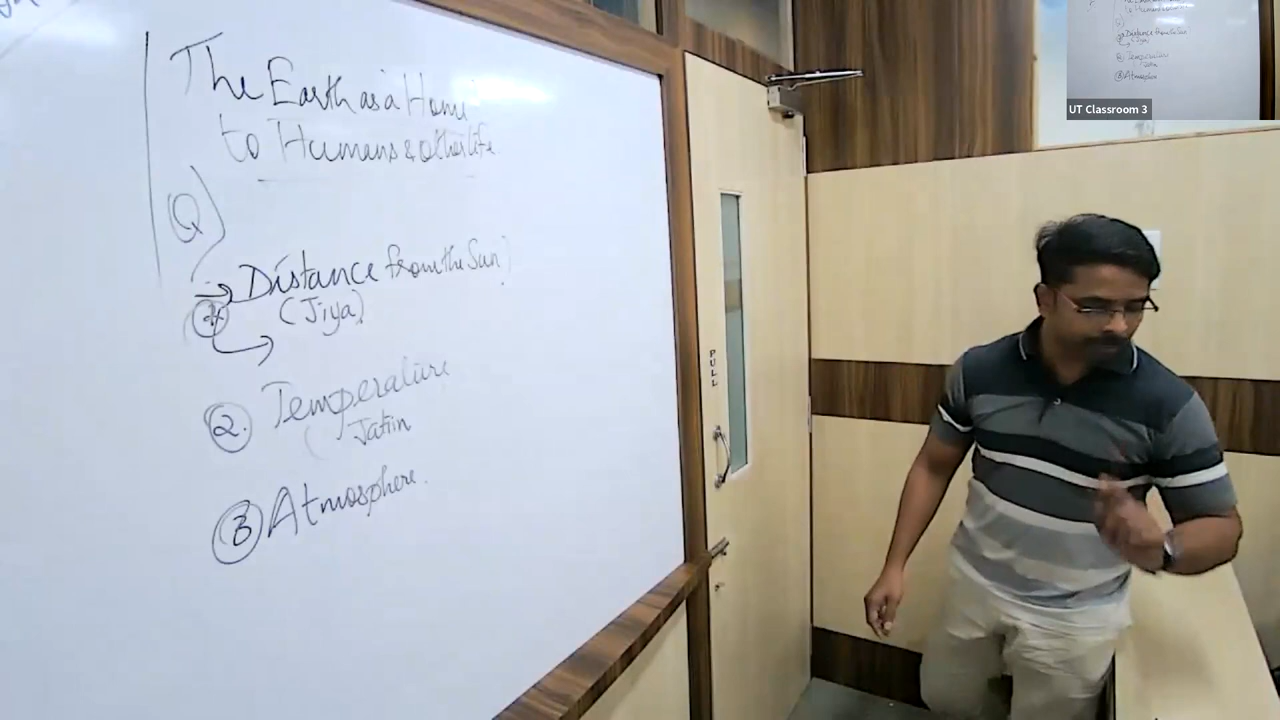 The Earth as a Home
to Humans & other life
Q)
→ Distance from the Sun)
(Jiya)
2. Temperature
( Jatin
3 Atmosphere.
PULL
UT Classroom 3